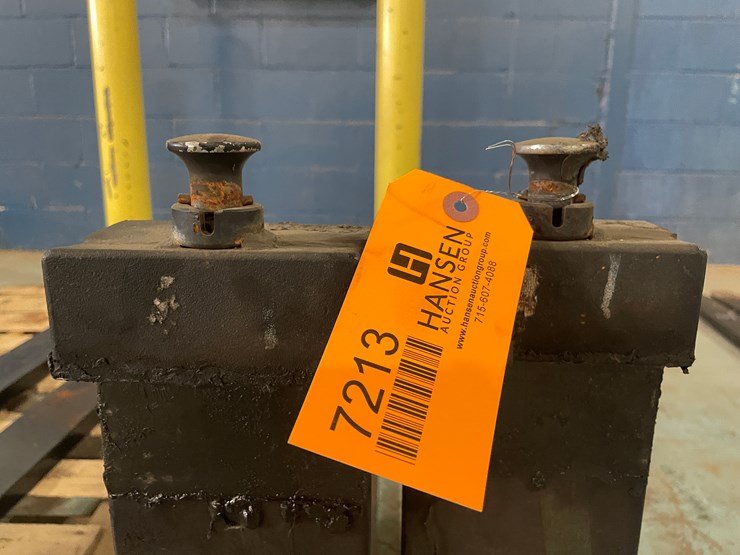 HANSEN
AUCTION GROUP
www.hansenauctiongroup.com
715-607-4088
7213